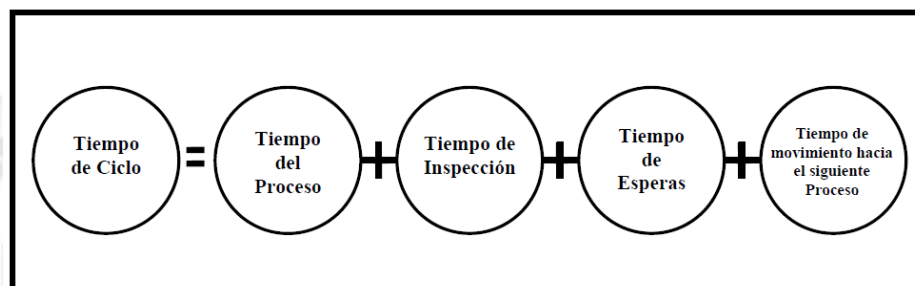 Tiempo
de Ciclo
=
Tiempo
del
Proceso
+
Tiempo de
Inspección
+
Tiempo
de
Esperas
+
Tiempo de
movimiento hacia
el siguiente
Proceso